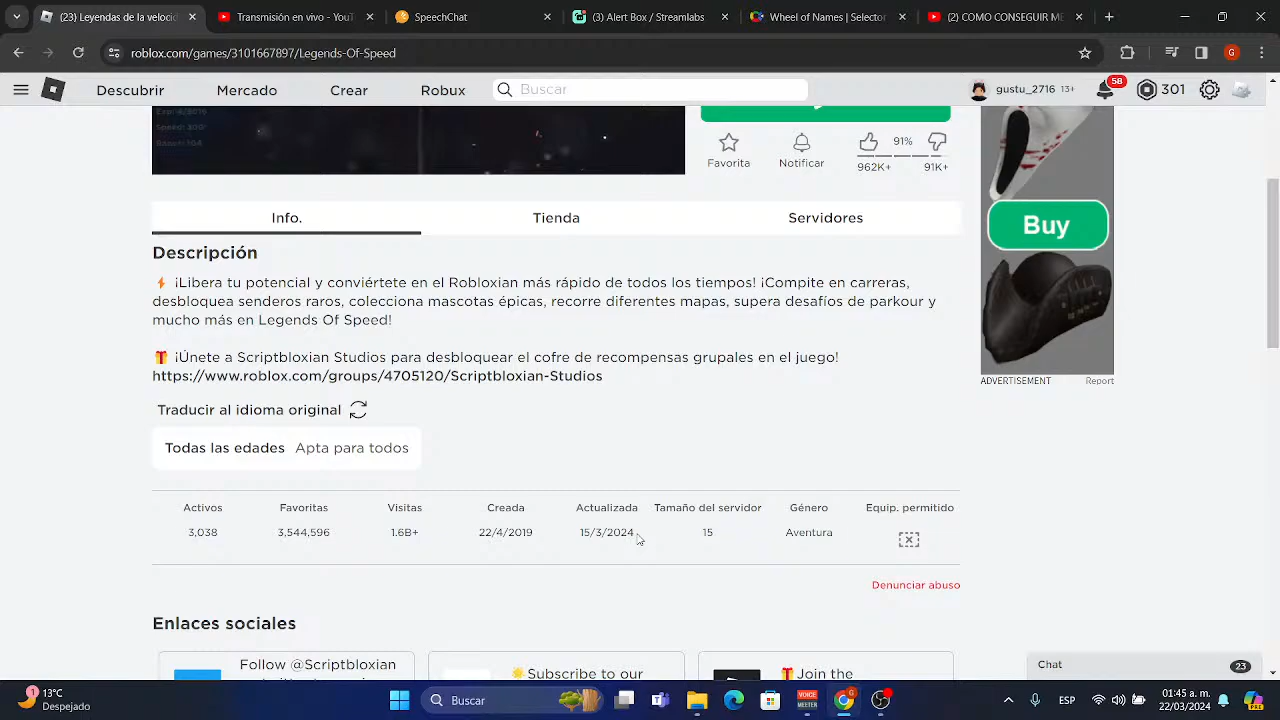 (23) Leyendas de la velocid
Transmisión en vivo - YouT
SpeechChat
(3) Alert Box / Streamlabs
Wheel of Names | Selector
(2) COMO CONSEGUIR M
roblox.com/games/3101667897/Legends-Of-Speed
G
Descubrir
Mercado
Crear
Robux
Buscar
gustu_2716 13+
58
301
Favorita
Notificar
91%
962K+
91K+
Buy
Info.
Tienda
Servidores
Descripción
¡Libera tu potencial y conviértete en el Robloxian más rápido de todos los tiempos! ¡Compite en carreras,
desbloquea senderos raros, colecciona mascotas épicas, recorre diferentes mapas, supera desafíos de parkour y
mucho más en Legends Of Speed!
¡Únete a Scriptbloxian Studios para desbloquear el cofre de recompensas grupales en el juego!
https://www.roblox.com/groups/4705120/Scriptbloxian-Studios
ADVERTISEMENT
Report
Traducir al idioma original
Todas las edades Apta para todos
Activos
Favoritas
Visitas
Creada
Actualizada
Tamaño del servidor
Género
Equip. permitido
3,038
3,544,596
1.6B+
22/4/2019
15/3/2024
15
Aventura
Denunciar abuso
Enlaces sociales
Follow @Scriptbloxian
Subscribe to our
Join the
Chat
23
13°C
Despejado
Buscar
VOICE
MEETER
G
ESP
01:45 a. m.
22/03/2024